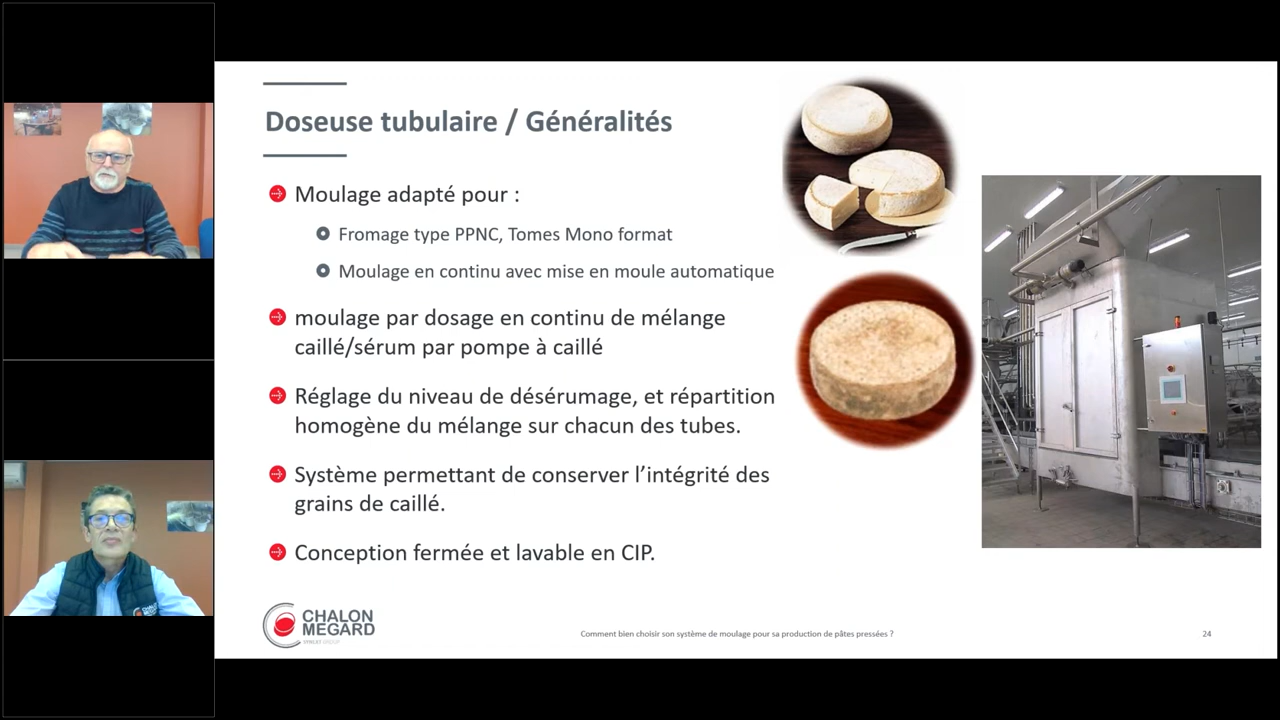 Doseuse tubulaire / Généralités
Moulage adapté pour :
Fromage type PPNC, Tomes Mono format
Moulage en continu avec mise en moule automatique
moulage par dosage en continu de mélange
caillé/sérum par pompe à caillé
Réglage du niveau de désérumage, et répartition
homogène du mélange sur chacun des tubes.
Système permettant de conserver l’intégrité des
grains de caillé.
Conception fermée et lavable en CIP.
CHALON
MEGARD
SYNLET GROUP
Comment bien choisir son système de moulage pour sa production de pâtes pressées ?
24
CHALON